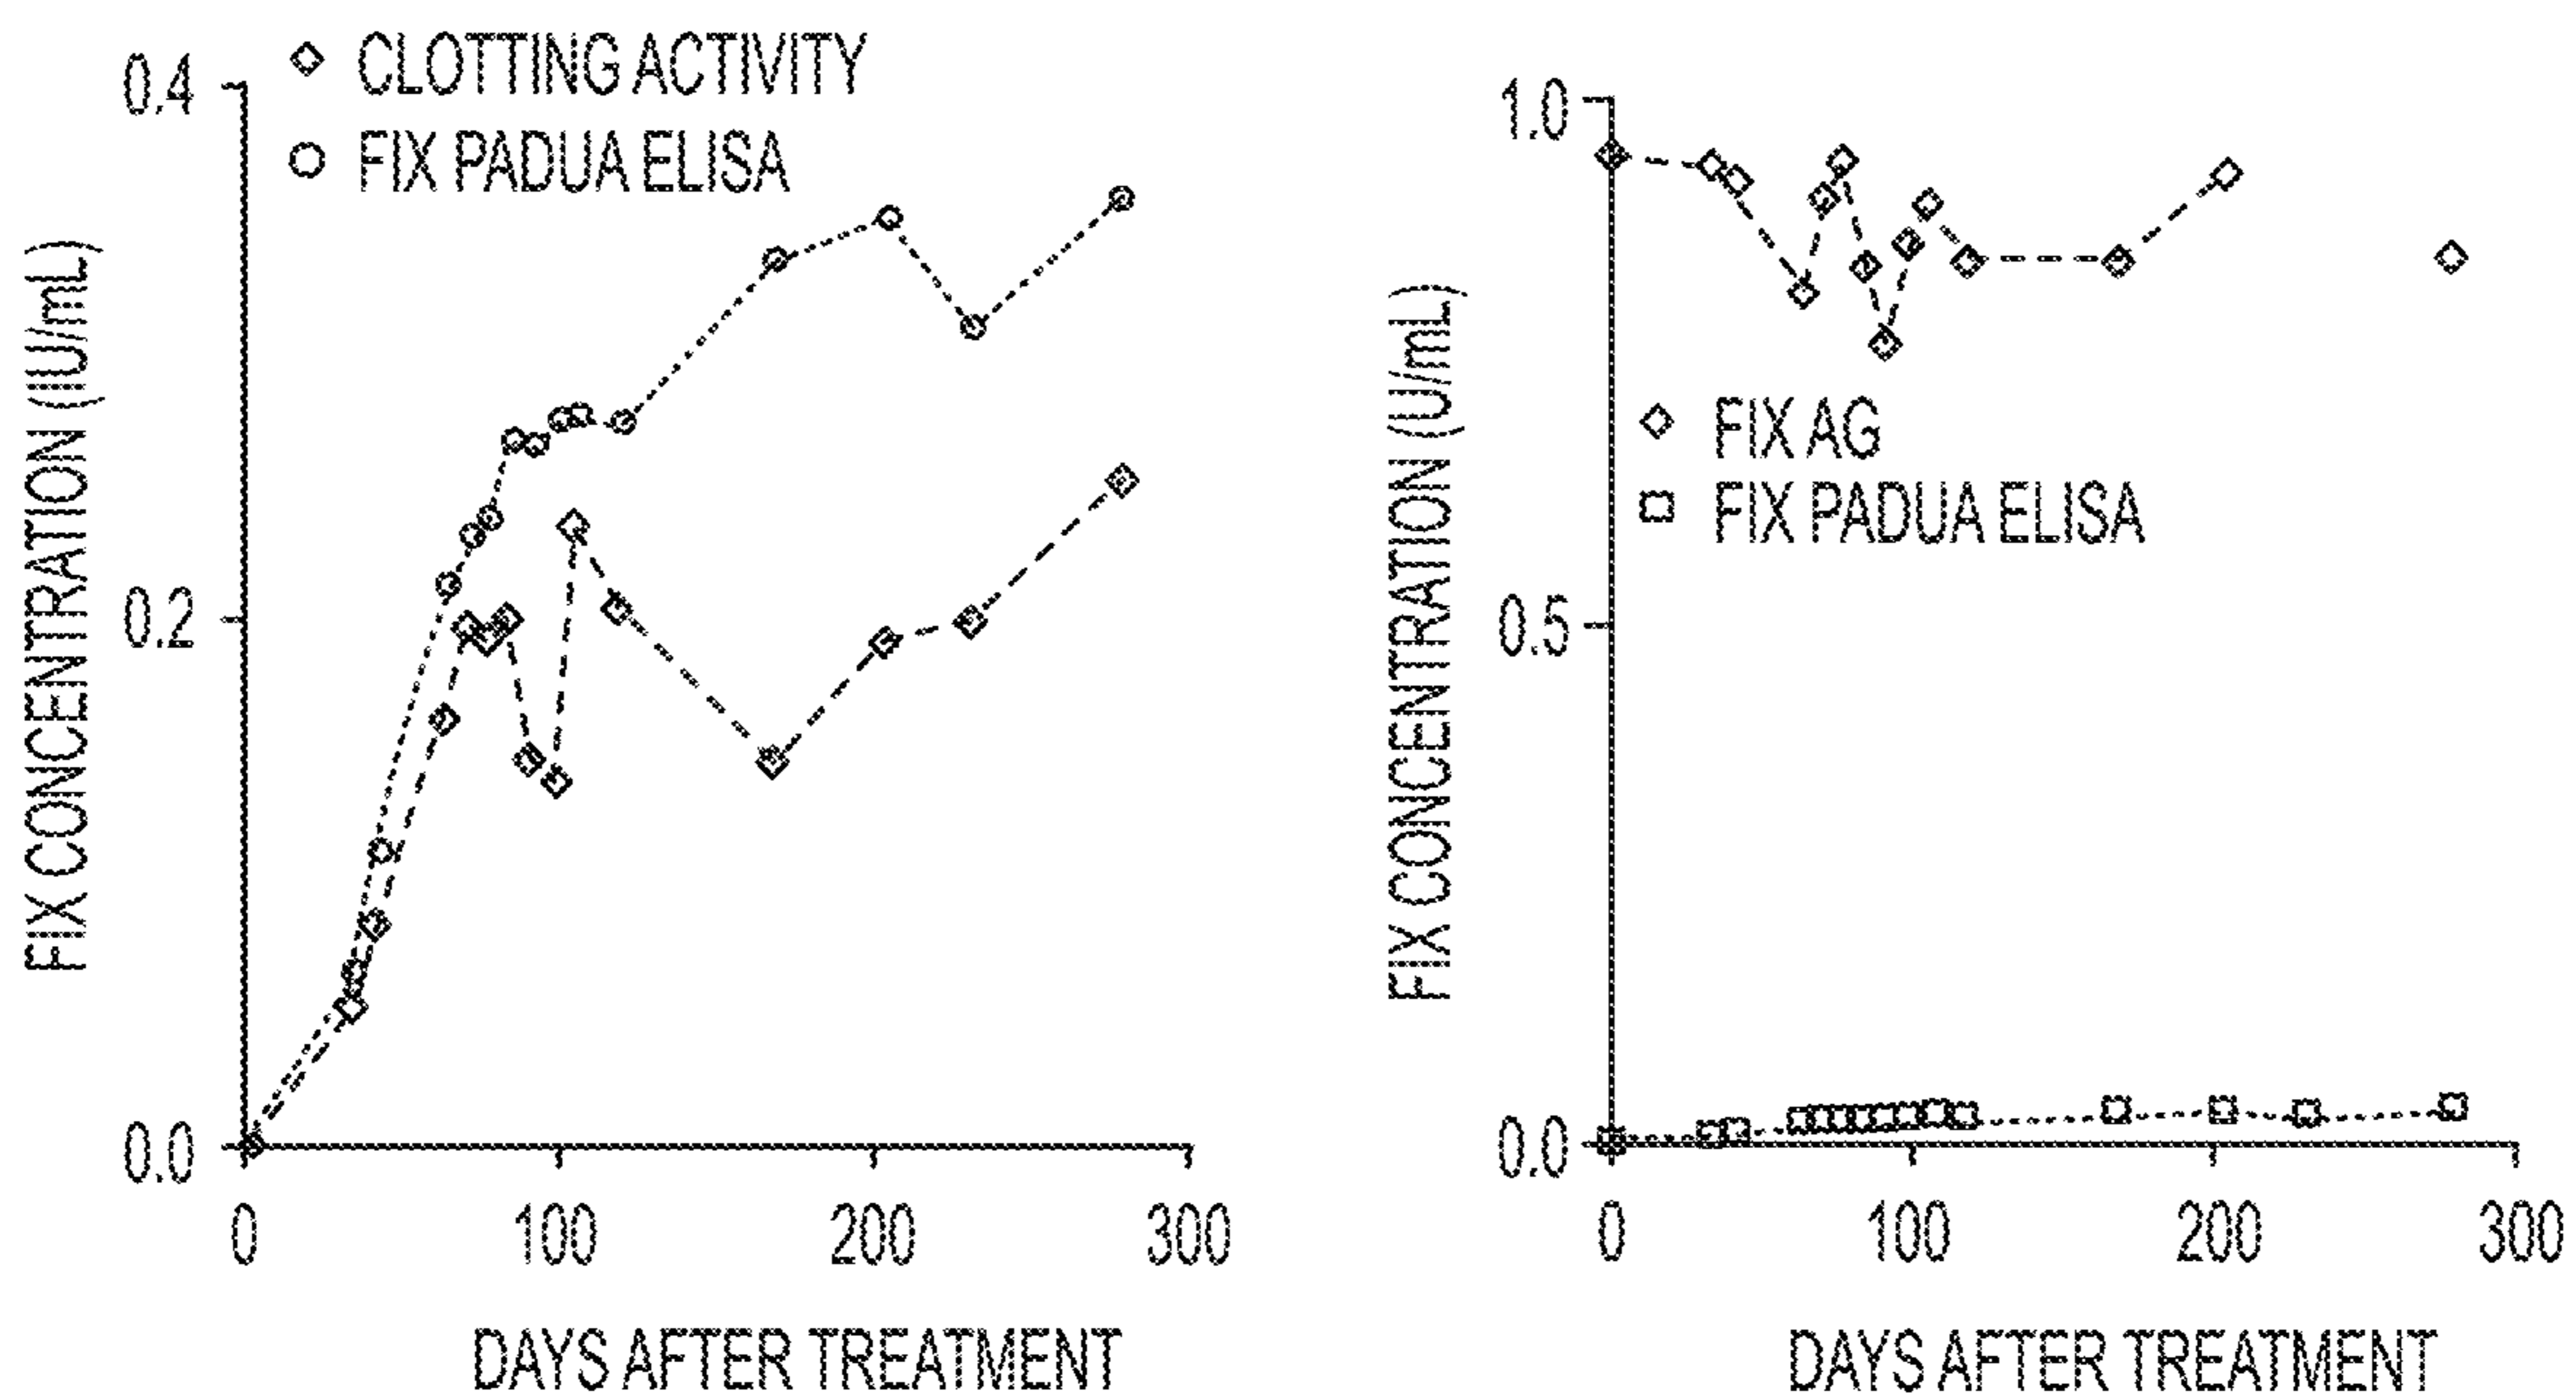 ◇ CLOTTING ACTIVITY
○ FIX PADUA ELISA
0.4
0.2
0.0
FIX CONCENTRATION (IU/mL)
0 100 200 300
DAYS AFTER TREATMENT
1.0
0.5
0.0
FIX CONCENTRATION (U/mL)
◇ FIX AG
□ FIX PADUA ELISA
0 100 200 300
DAYS AFTER TREATMENT